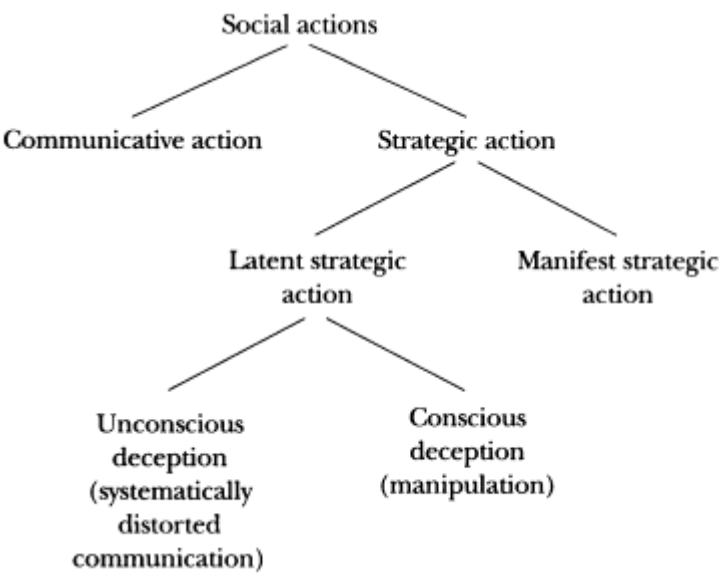 Social actions
Communicative action
Strategic action
Latent strategic
action
Manifest strategic
action
Unconscious
deception
(systematically
distorted
communication)
Conscious
deception
(manipulation)